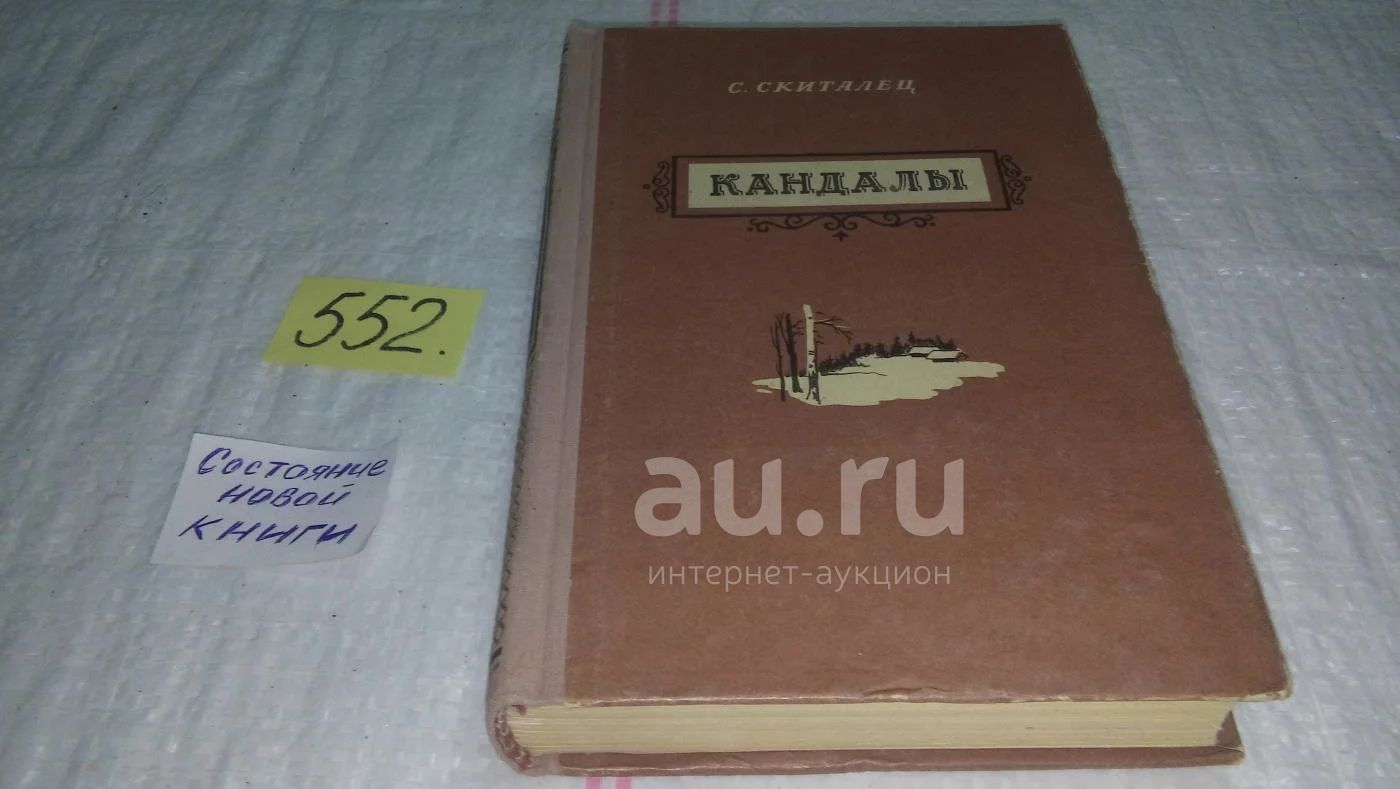 С. СКИТАЛЕЦ
КАНДАЛЫ
552.
Состояние
новой
книги
au.ru
интернет-аукцион